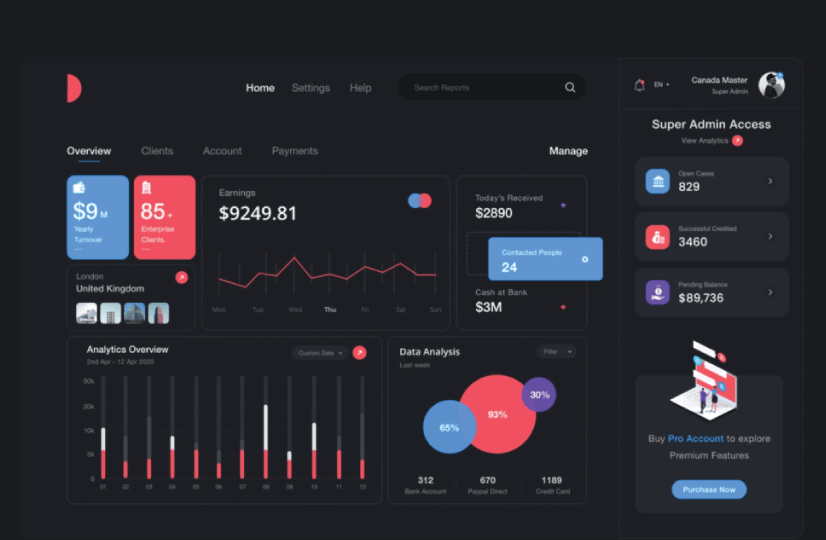 Home Settings Help
Search Reports
EN
Canada Master
Super Admin
Overview Clients Account Payments
Manage
$9 M
Yearly
Turnover
85 +
Enterprise
Clients.
London
United Kingdom
Earnings
$9249.81
Mon Tue Wed Thu Fri Sat Sun
Today's Received
$2890
Contacted People
24
Cash at Bank
$3M
Analytics Overview
2nd Apr - 12 Apr 2020
Custom Date
50k
20k
10k
5k
0
01 02 03 04 05 06 07 08 09 10 11 12
Data Analysis
Last week
Filter
65%
93%
30%
312
Bank Account
670
Paypal Direct
1189
Credit Card
Super Admin Access
View Analytics
Open Cases
829
Successful Credited
3460
Pending Balance
$89,736
Buy Pro Account to explore
Premium Features
Purchase Now